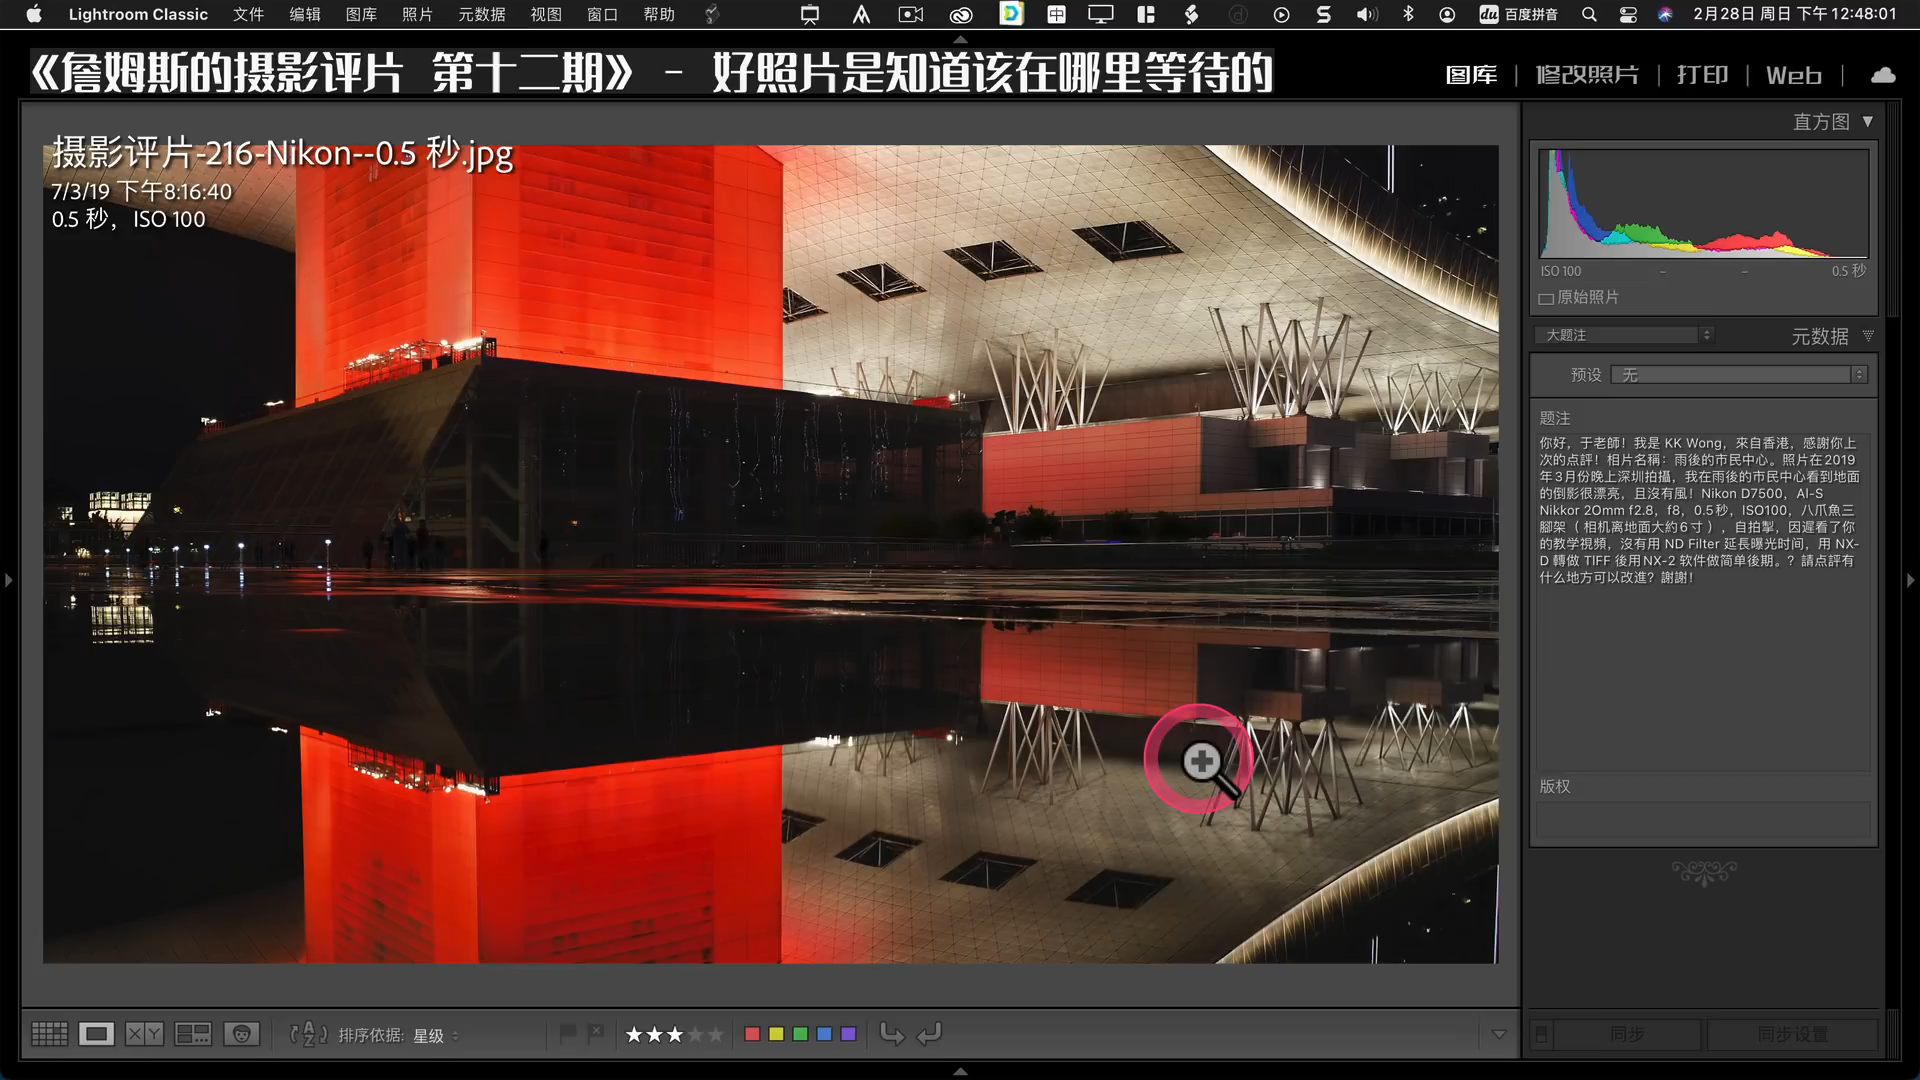 Lightroom Classic 文件 编辑 图库 照片 元数据 视图 窗口 帮助 中 du 百度拼音 2月28日 周日 下午 12:48:01
《詹姆斯的摄影评片 第十二期》 - 好照片是知道该在哪里等待的
图库 | 修改照片 | 打印 | Web |
摄影评片-216-Nikon--0.5 秒.jpg
7/3/19 下午8:16:40
0.5 秒, ISO 100
直方图
ISO 100 – – 0.5 秒
原始照片
大题注 元数据
预设 无
题注
你好，于老師！我是 KK Wong，來自香港，感謝你上
次的点評！相片名稱：雨後的市民中心。照片在2019
年3月份晚上深圳拍攝，我在雨後的市民中心看到地面
的倒影很漂亮，且沒有風！Nikon D7500，AI-S
Nikkor 20mm f2.8，f8，0.5秒，ISO100，八爪魚三
腳架（相机离地面大約6寸），自拍掣，因遲看了你
的教学視頻，沒有用 ND Filter 延長曝光时间，用 NX-
D 轉做 TIFF 後用NX-2 软件做简单後期。？請点評有
什么地方可以改進？謝謝！
版权
XY 排序依据: 星级 同步 同步设置